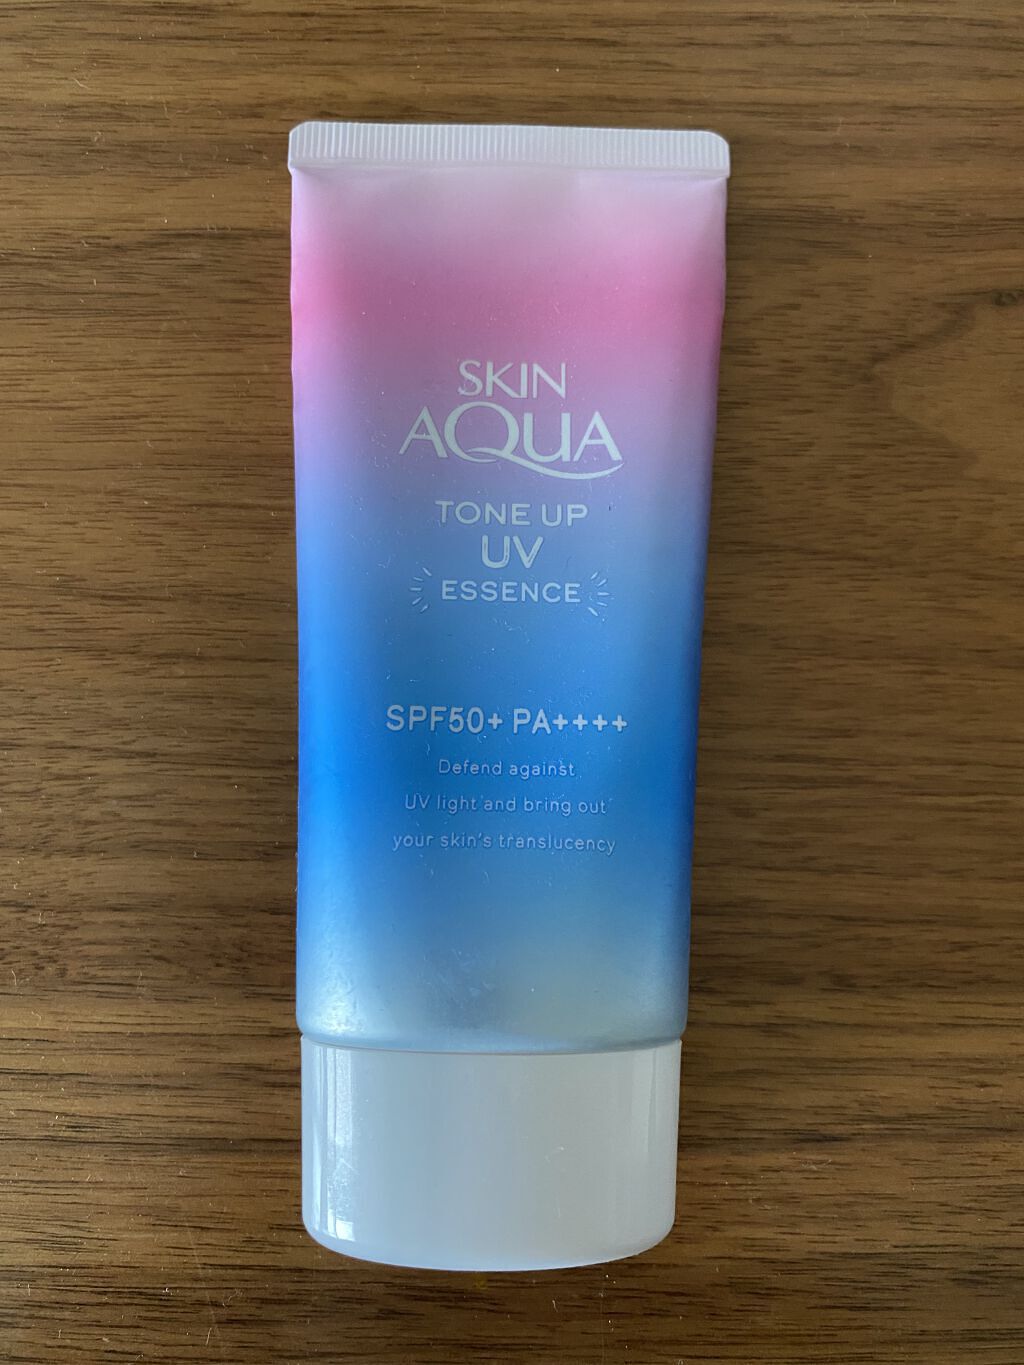 SKIN
AQUA
TONE UP
UV
ESSENCE
SPF50+ PA++++
Defend against
UV light and bring out
your skin's translucency